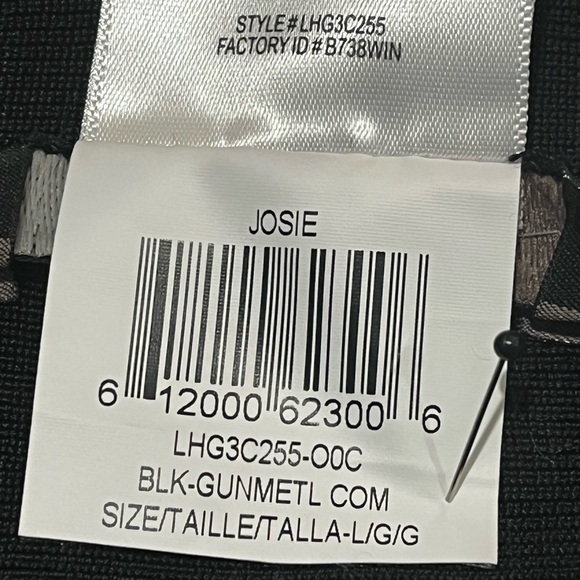 STYLE#LHG3C255
FACTORY ID#B738WIN
JOSIE
6 12000 62300 6
LHG3C255-O0C
BLK-GUNMETL COM
SIZE/TAILLE/TALLA-L/G/G